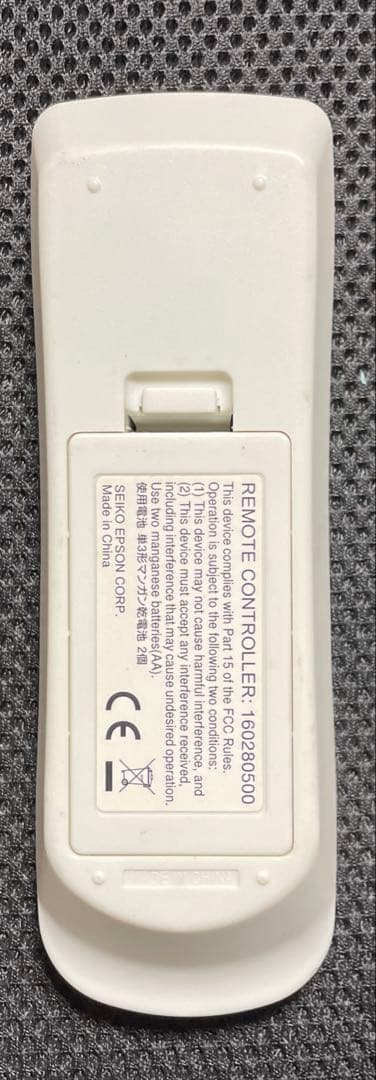 REMOTE CONTROLLER: 160280500
This device complies with Part 15 of the FCC Rules.
Operation is subject to the following two conditions:
(1) This device may not cause harmful interference, and
(2) This device must accept any interference received,
including interference that may cause undesired operation.
Use two manganese batteries(AA).
使用電池 単3形マンガン乾電池 2個
SEIKO EPSON CORP.
Made in China
CE
MADE IN CHINA